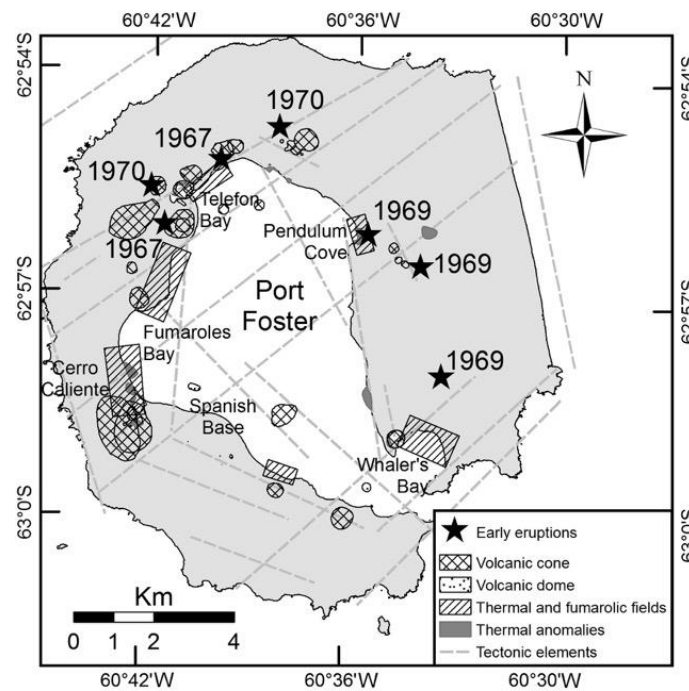 60°42'W
60°36'W
60°30'W
62°54'S
62°54'S
N
1970
1967
1970
Telefon
Bay
1969
Pendulum
Cove
1967
1969
62°57'S
Port
Foster
62°57'S
Fumaroles
Bay
1969
Cerro
Caliente
Spanish
Base
Whaler's
Bay
63°0'S
63°0'S
Early eruptions
Volcanic cone
Volcanic dome
Thermal and fumarolic fields
Thermal anomalies
Tectonic elements
Km
0 1 2 4
60°42'W
60°36'W
60°30'W